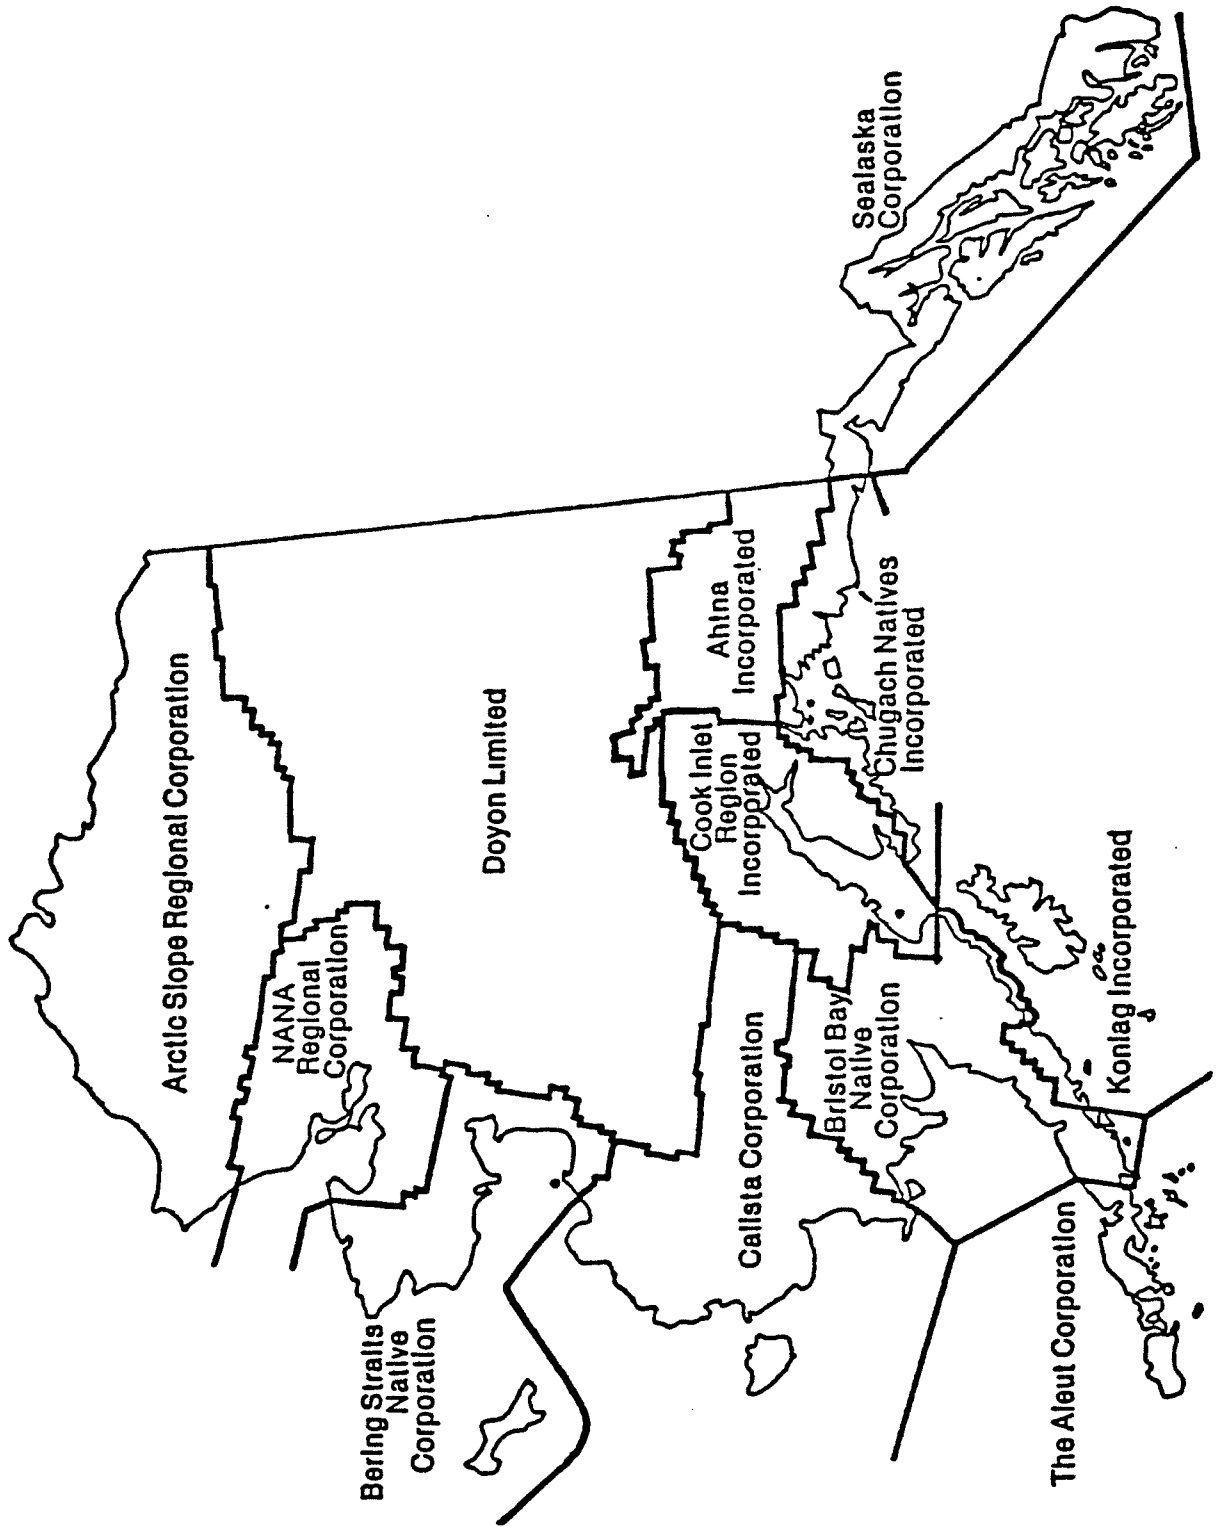 Arctic Slope Regional Corporation
NANA
Regional
Corporation
Bering Straits
Native
Corporation
Doyon Limited
Ahtna
Incorporated
Cook Inlet
Region
Incorporated
Calista Corporation
Bristol Bay
Native
Corporation
Chugach Natives
Incorporated
Sealaska
Corporation
Koniag Incorporated
The Aleut Corporation